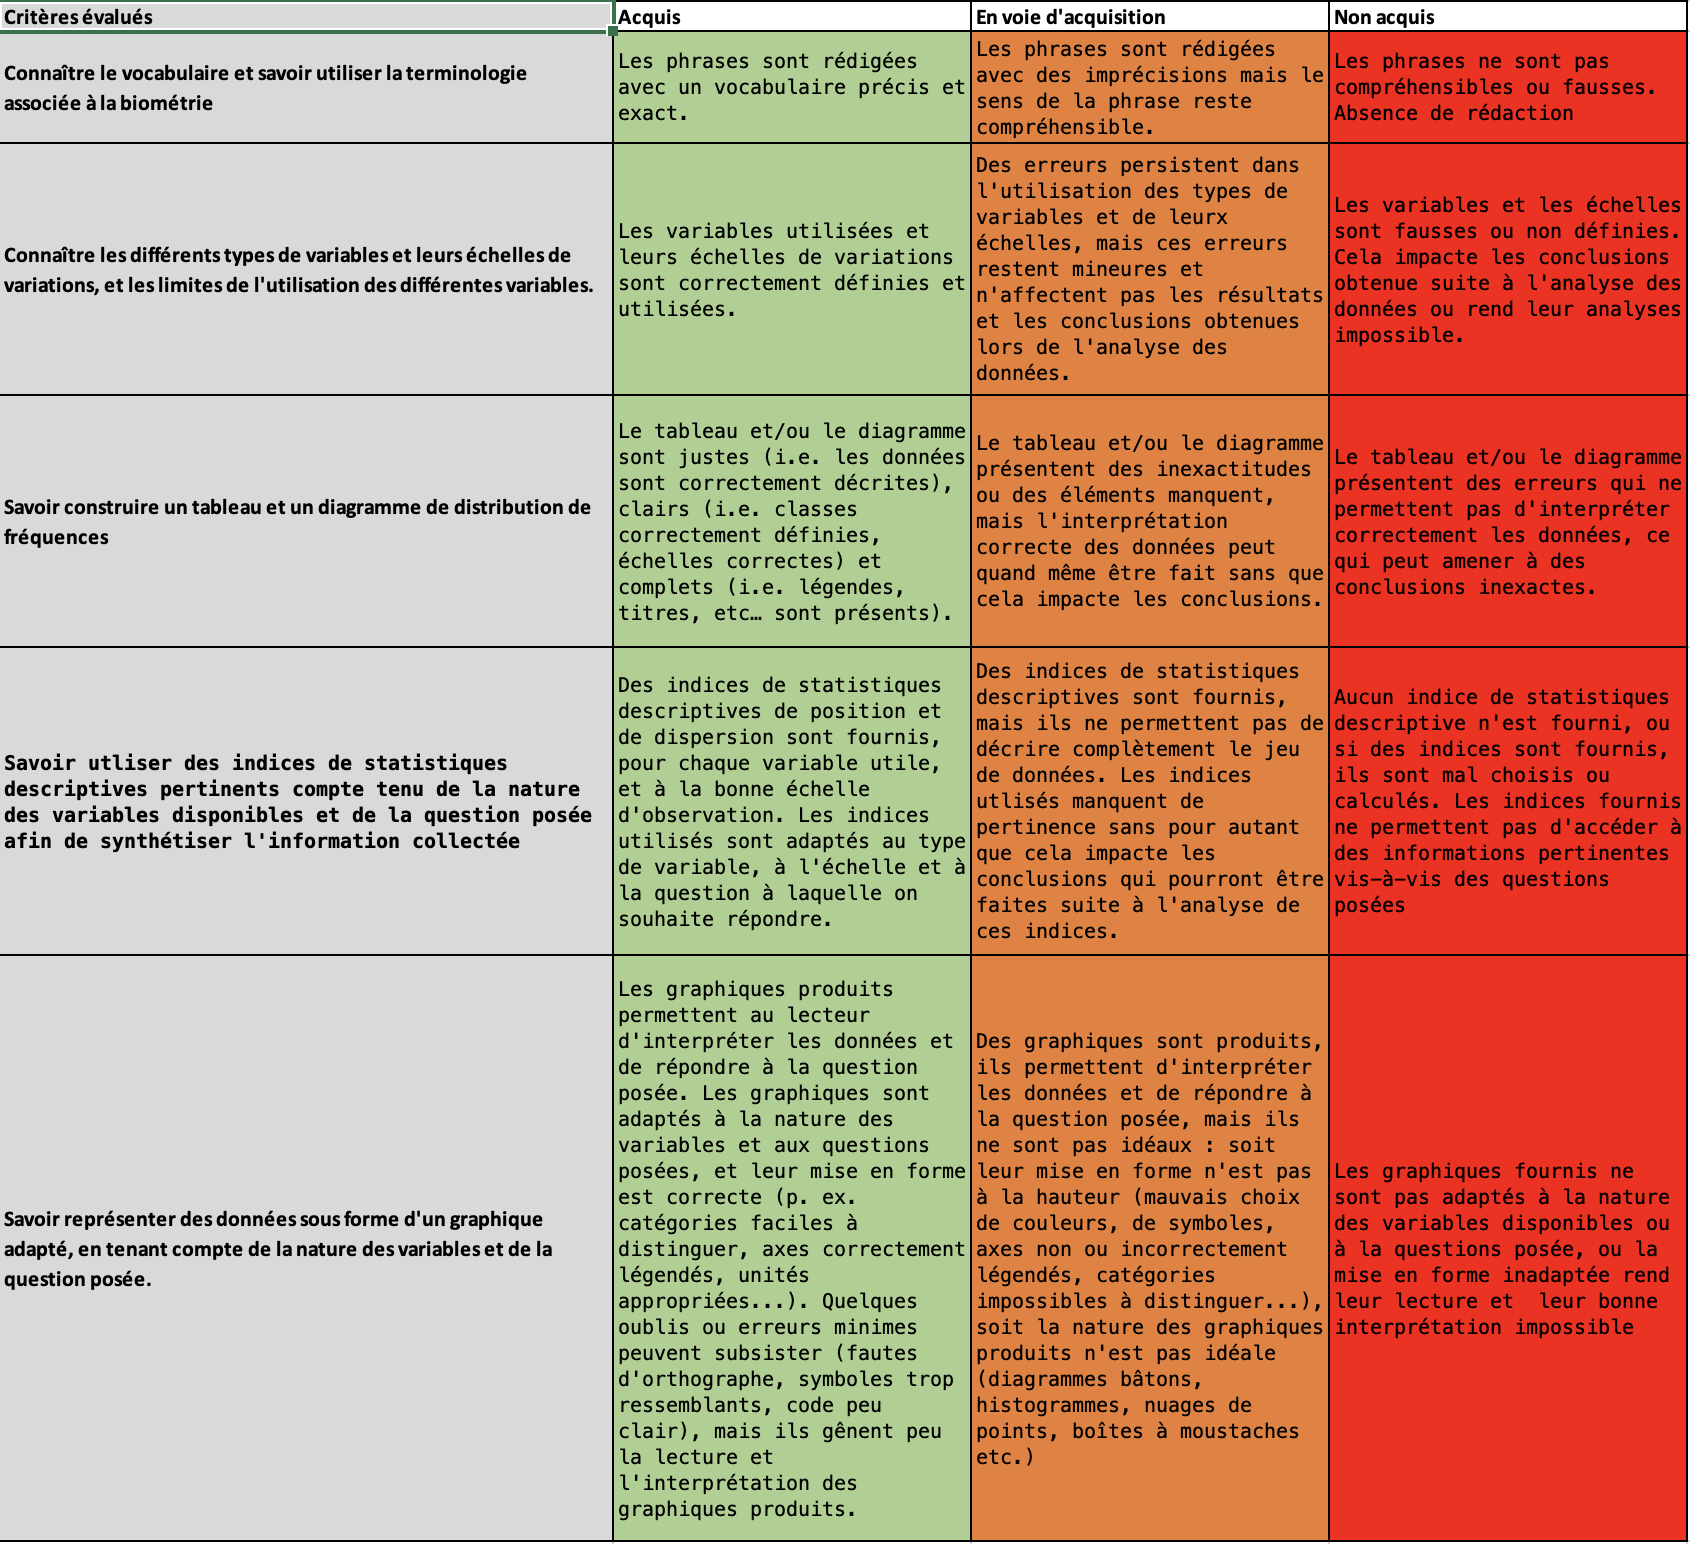 Critères évalués
Acquis
En voie d'acquisition
Non acquis
Connaître le vocabulaire et savoir utiliser la terminologie
associée à la biométrie
Les phrases sont rédigées
avec un vocabulaire précis et
exact.
Les phrases sont rédigées
avec des imprécisions mais le
sens de la phrase reste
compréhensible.
Les phrases ne sont pas
compréhensibles ou fausses.
Absence de rédaction
Connaître les différents types de variables et leurs échelles de
variations, et les limites de l'utilisation des différentes variables.
Les variables utilisées et
leurs échelles de variations
sont correctement définies et
utilisées.
Des erreurs persistent dans
l'utilisation des types de
variables et de leurx
échelles, mais ces erreurs
restent mineures et
n'affectent pas les résultats
et les conclusions obtenues
lors de l'analyse des
données.
Les variables et les échelles
sont fausses ou non définies.
Cela impacte les conclusions
obtenue suite à l'analyse des
données ou rend leur analyses
impossible.
Savoir construire un tableau et un diagramme de distribution de
fréquences
Le tableau et/ou le diagramme
sont justes (i.e. les données
sont correctement décrites),
clairs (i.e. classes
correctement définies,
échelles correctes) et
complets (i.e. légendes,
titres, etc… sont présents).
Le tableau et/ou le diagramme
présentent des inexactitudes
ou des éléments manquent,
mais l'interprétation
correcte des données peut
quand même être fait sans que
cela impacte les conclusions.
Le tableau et/ou le diagramme
présentent des erreurs qui ne
permettent pas d'interpréter
correctement les données, ce
qui peut amener à des
conclusions inexactes.
Savoir utliser des indices de statistiques
descriptives pertinents compte tenu de la nature
des variables disponibles et de la question posée
afin de synthétiser l'information collectée
Des indices de statistiques
descriptives de position et
de dispersion sont fournis,
pour chaque variable utile,
et à la bonne échelle
d'observation. Les indices
utilisés sont adaptés au type
de variable, à l'échelle et à
la question à laquelle on
souhaite répondre.
Des indices de statistiques
descriptives sont fournis,
mais ils ne permettent pas de
décrire complètement le jeu
de données. Les indices
utlisés manquent de
pertinence sans pour autant
que cela impacte les
conclusions qui pourront être
faites suite à l'analyse de
ces indices.
Aucun indice de statistiques
descriptive n'est fourni, ou
si des indices sont fournis,
ils sont mal choisis ou
calculés. Les indices fournis
ne permettent pas d'accéder à
des informations pertinentes
vis-à-vis des questions
posées
Savoir représenter des données sous forme d'un graphique
adapté, en tenant compte de la nature des variables et de la
question posée.
Les graphiques produits
permettent au lecteur
d'interpréter les données et
de répondre à la question
posée. Les graphiques sont
adaptés à la nature des
variables et aux questions
posées, et leur mise en forme
est correcte (p. ex.
catégories faciles à
distinguer, axes correctement
légendés, unités
appropriées...). Quelques
oublis ou erreurs minimes
peuvent subsister (fautes
d'orthographe, symboles trop
ressemblants, code peu
clair), mais ils gênent peu
la lecture et
l'interprétation des
graphiques produits.
Des graphiques sont produits,
ils permettent d'interpréter
les données et de répondre à
la question posée, mais ils
ne sont pas idéaux : soit
leur mise en forme n'est pas
à la hauteur (mauvais choix
de couleurs, de symboles,
axes non ou incorrectement
légendés, catégories
impossibles à distinguer...),
soit la nature des graphiques
produits n'est pas idéale
(diagrammes bâtons,
histogrammes, nuages de
points, boîtes à moustaches
etc.)
Les graphiques fournis ne
sont pas adaptés à la nature
des variables disponibles ou
à la questions posée, ou la
mise en forme inadaptée rend
leur lecture et  leur bonne
interprétation impossible